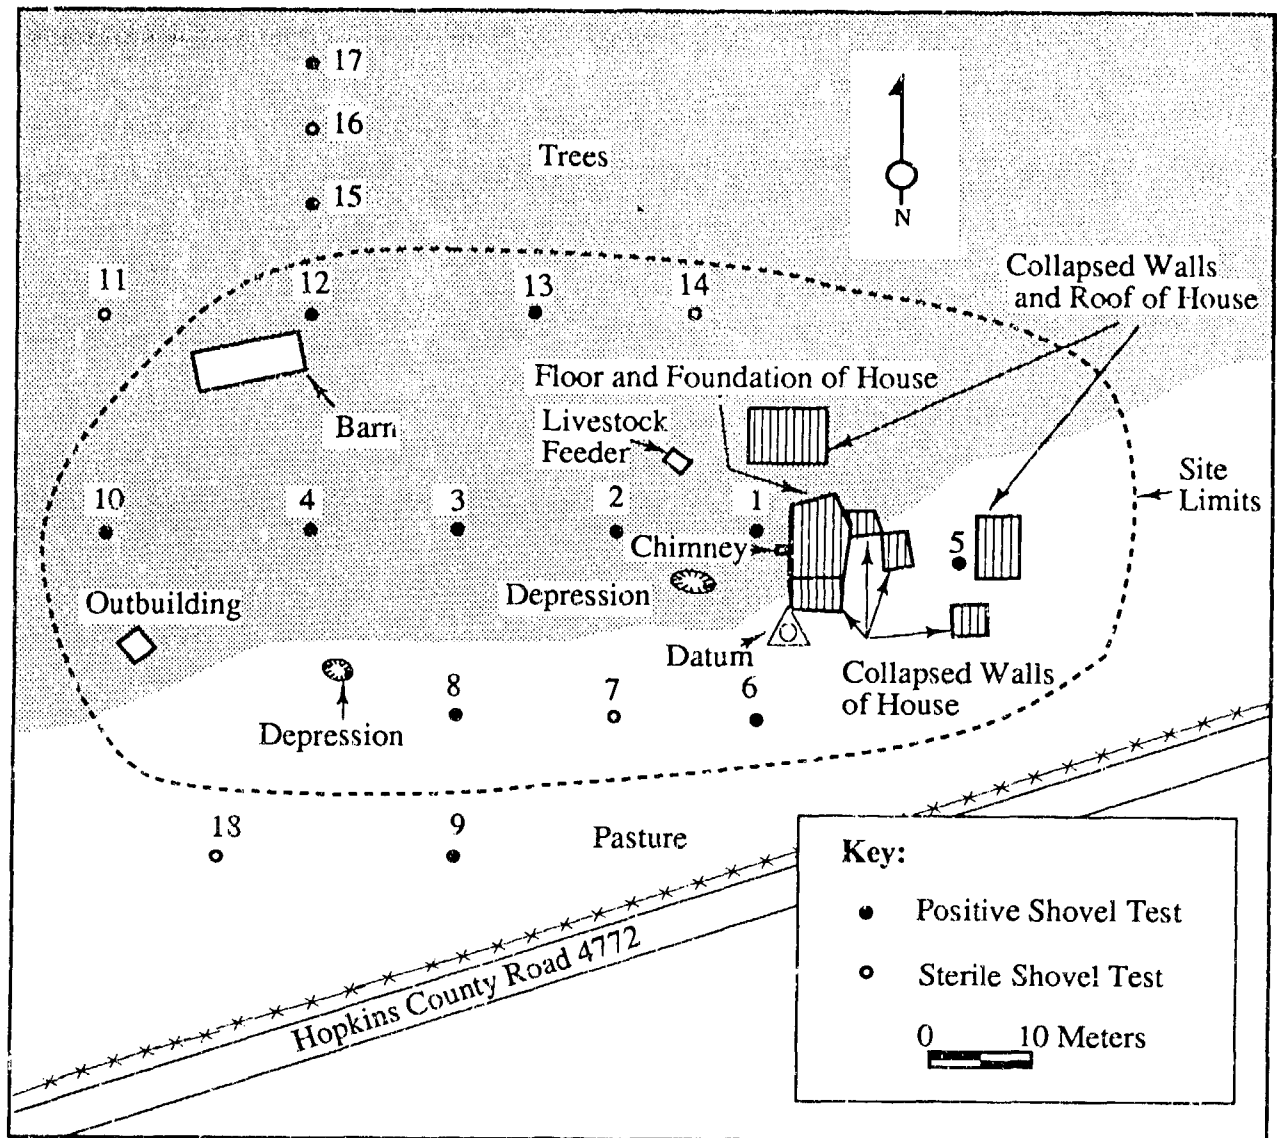 17
16
Trees
15
N
11
12
13
14
Collapsed Walls
and Roof of House
Floor and Foundation of House
Barn
Livestock
Feeder
Site
Limits
10
4
3
2
1
5
Chimney
Outbuilding
Depression
Datum
Collapsed Walls
of House
8
7
6
Depression
18
9
Pasture
Hopkins County Road 4772
Key:
Positive Shovel Test
Sterile Shovel Test
0 10 Meters